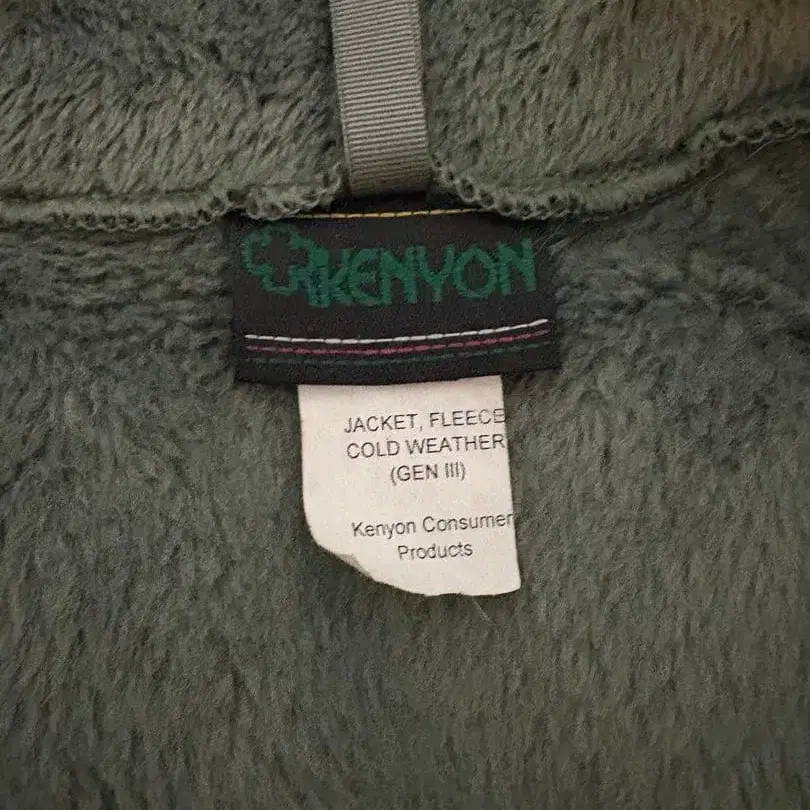 KENYON
JACKET, FLEECE
COLD WEATHER
(GEN III)
Kenyon Consumer
Products